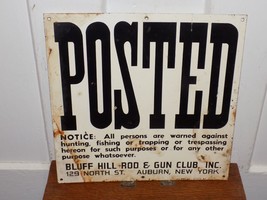 POSTED
NOTICE: All persons are warned against
hunting, fishing or trapping or trespassing
hereon for such purposes or for any other
purpose whatsoever.
BLUFF HILL ROD & GUN CLUB, INC.
129 NORTH ST. AUBURN, NEW YORK